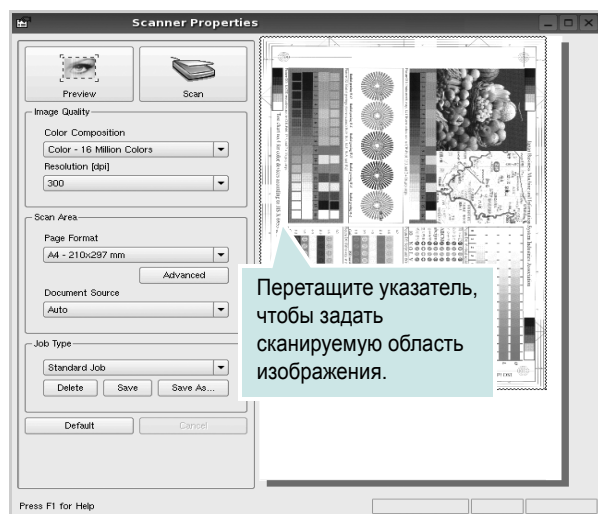 Scanner Properties
Preview
Scan
Image Quality
Color Composition
Color - 16 Million Colors
Resolution [dpi]
300
Scan Area
Page Format
A4 - 210x297 mm
Advanced
Document Source
Auto
Job Type
Standard Job
Delete Save Save As...
Default Cancel
Press F1 for Help
Перетащите указатель,
чтобы задать
сканируемую область
изображения.